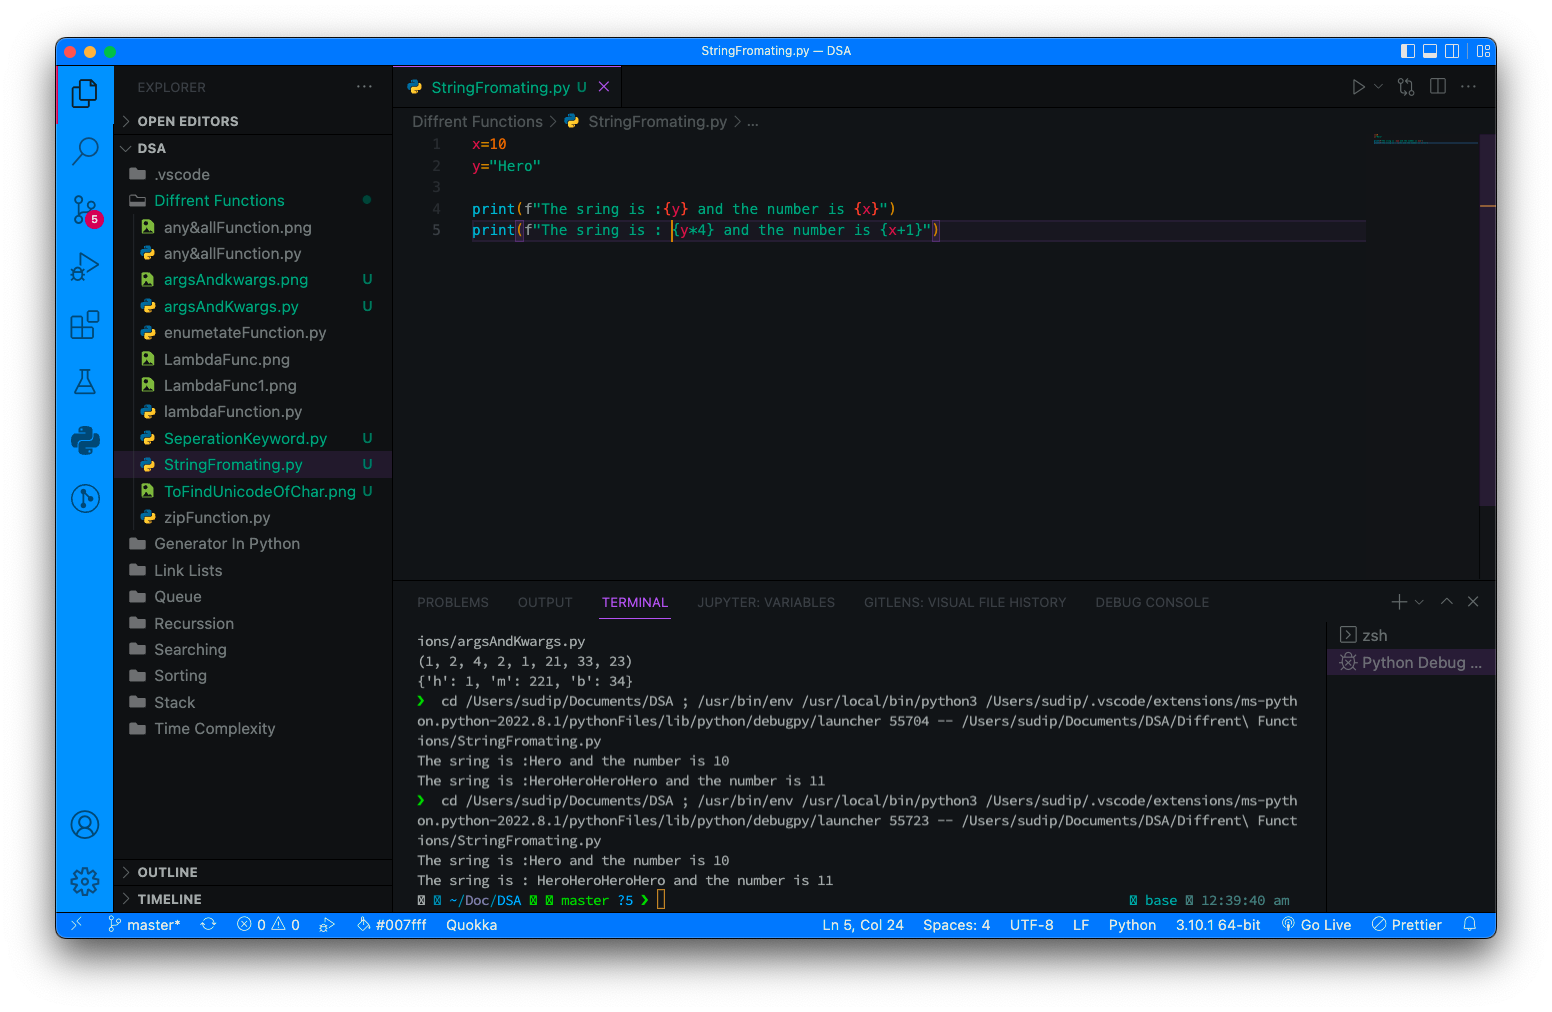 StringFromating.py — DSA
EXPLORER
OPEN EDITORS
DSA
.vscode
Diffrent Functions
any&allFunction.png
any&allFunction.py
argsAndkwargs.png U
argsAndKwargs.py U
enumetateFunction.py
LambdaFunc.png
LambdaFunc1.png
lambdaFunction.py
SeperationKeyword.py U
StringFromating.py U
ToFindUnicodeOfChar.png U
zipFunction.py
Generator In Python
Link Lists
Queue
Recurssion
Searching
Sorting
Stack
Time Complexity
OUTLINE
TIMELINE
5
StringFromating.py U
Diffrent Functions > StringFromating.py > ...
1 x=10
2 y="Hero"
3
4 print(f"The sring is :{y} and the number is {x}")
5 print(f"The sring is : {y*4} and the number is {x+1}")
PROBLEMS OUTPUT TERMINAL JUPYTER: VARIABLES GITLENS: VISUAL FILE HISTORY DEBUG CONSOLE
ions/argsAndKwargs.py
(1, 2, 4, 2, 1, 21, 33, 23)
{'h': 1, 'm': 221, 'b': 34}
❯ cd /Users/sudip/Documents/DSA ; /usr/bin/env /usr/local/bin/python3 /Users/sudip/.vscode/extensions/ms-pyth
on.python-2022.8.1/pythonFiles/lib/python/debugpy/launcher 55704 -- /Users/sudip/Documents/DSA/Diffrent\ Funct
ions/StringFromating.py
The sring is :Hero and the number is 10
The sring is :HeroHeroHeroHero and the number is 11
❯ cd /Users/sudip/Documents/DSA ; /usr/bin/env /usr/local/bin/python3 /Users/sudip/.vscode/extensions/ms-pyth
on.python-2022.8.1/pythonFiles/lib/python/debugpy/launcher 55723 -- /Users/sudip/Documents/DSA/Diffrent\ Funct
ions/StringFromating.py
The sring is :Hero and the number is 10
The sring is : HeroHeroHeroHero and the number is 11
~/Doc/DSA master ?5 ❯ base 12:39:40 am
zsh
Python Debug ...
master* 0 0 #007fff Quokka Ln 5, Col 24 Spaces: 4 UTF-8 LF Python 3.10.1 64-bit Go Live Prettier